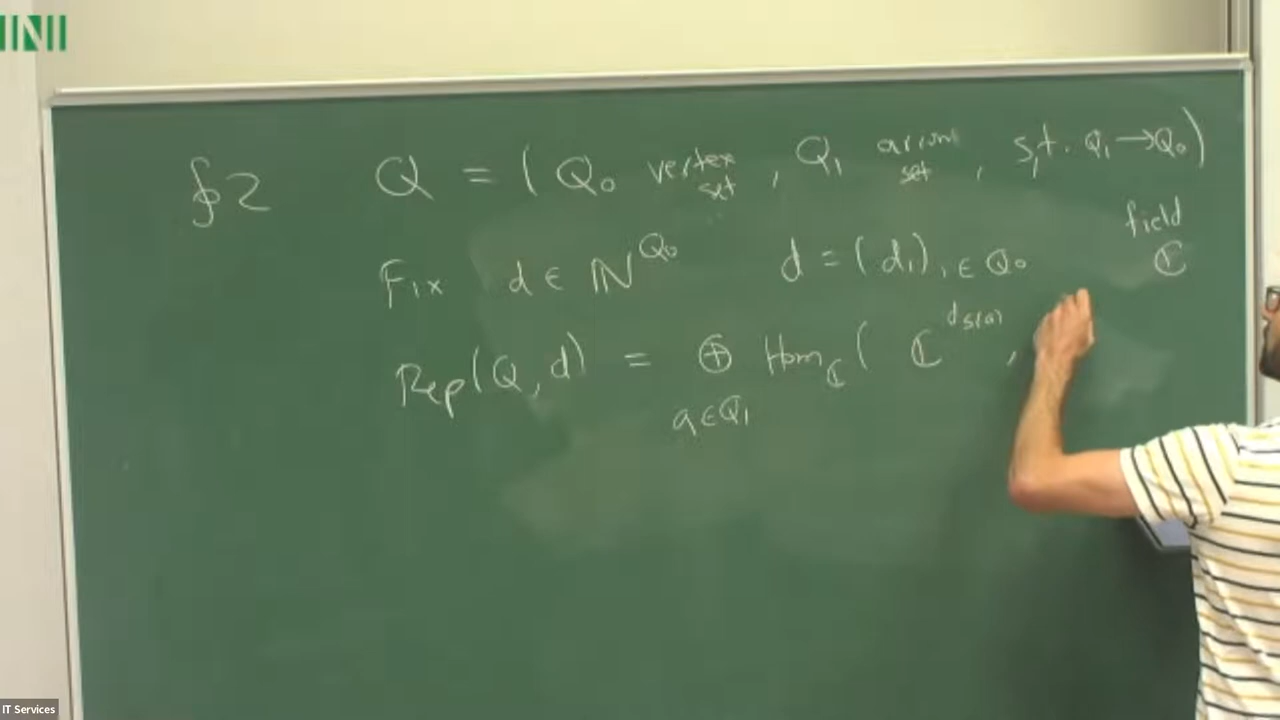 INI
§2 Q = ( Q₀ vertex set , Q₁ arrow set , s,t : Q₁ → Q₀ )
Fix d ∈ ℕ^{Q₀} d = (dᵢ)ᵢ ∈ Q₀ field ℂ
Rep(Q,d) = ⊕_{a∈Q₁} Hom_ℂ ( ℂ^{d_{s(a)}} ,
IT Services